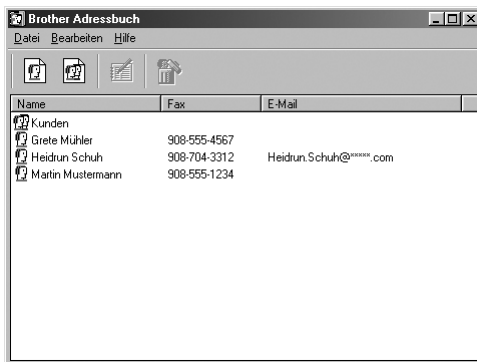 Brother Adressbuch
Datei Bearbeiten Hilfe
Name Fax E-Mail
Kunden
Grete Mühler 908-555-4567
Heidrun Schuh 908-704-3312 Heidrun.Schuh@*****.com
Martin Mustermann 908-555-1234